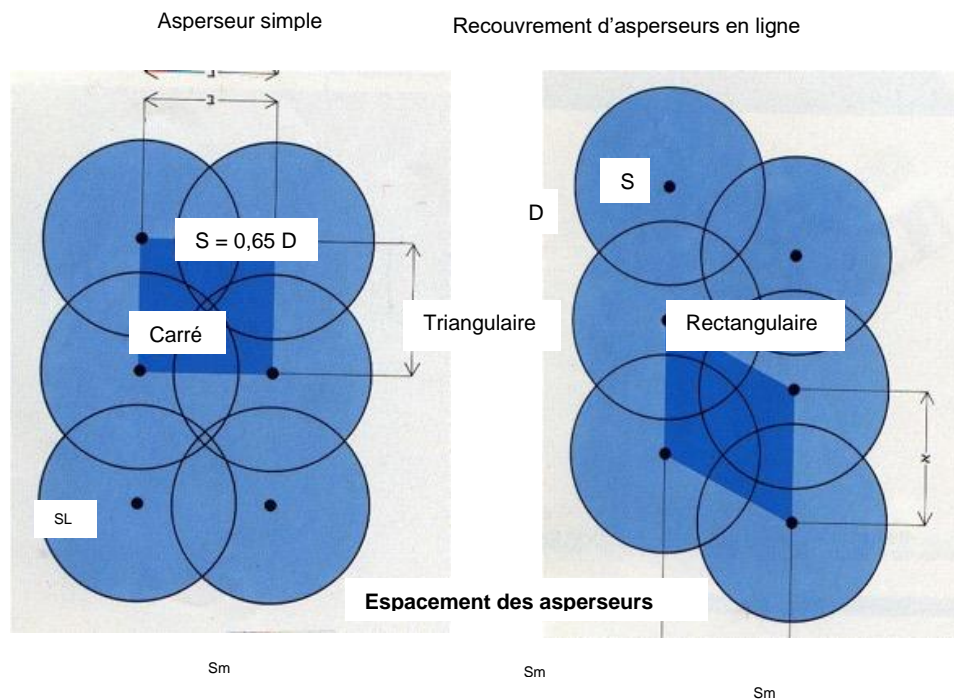 Asperseur simple
Recouvrement d'asperseurs en ligne
ג
ג
S
D
S = 0,65 D
Carré
Triangulaire
Rectangulaire
א
SL
Espacement des asperseurs
Sm
Sm
Sm